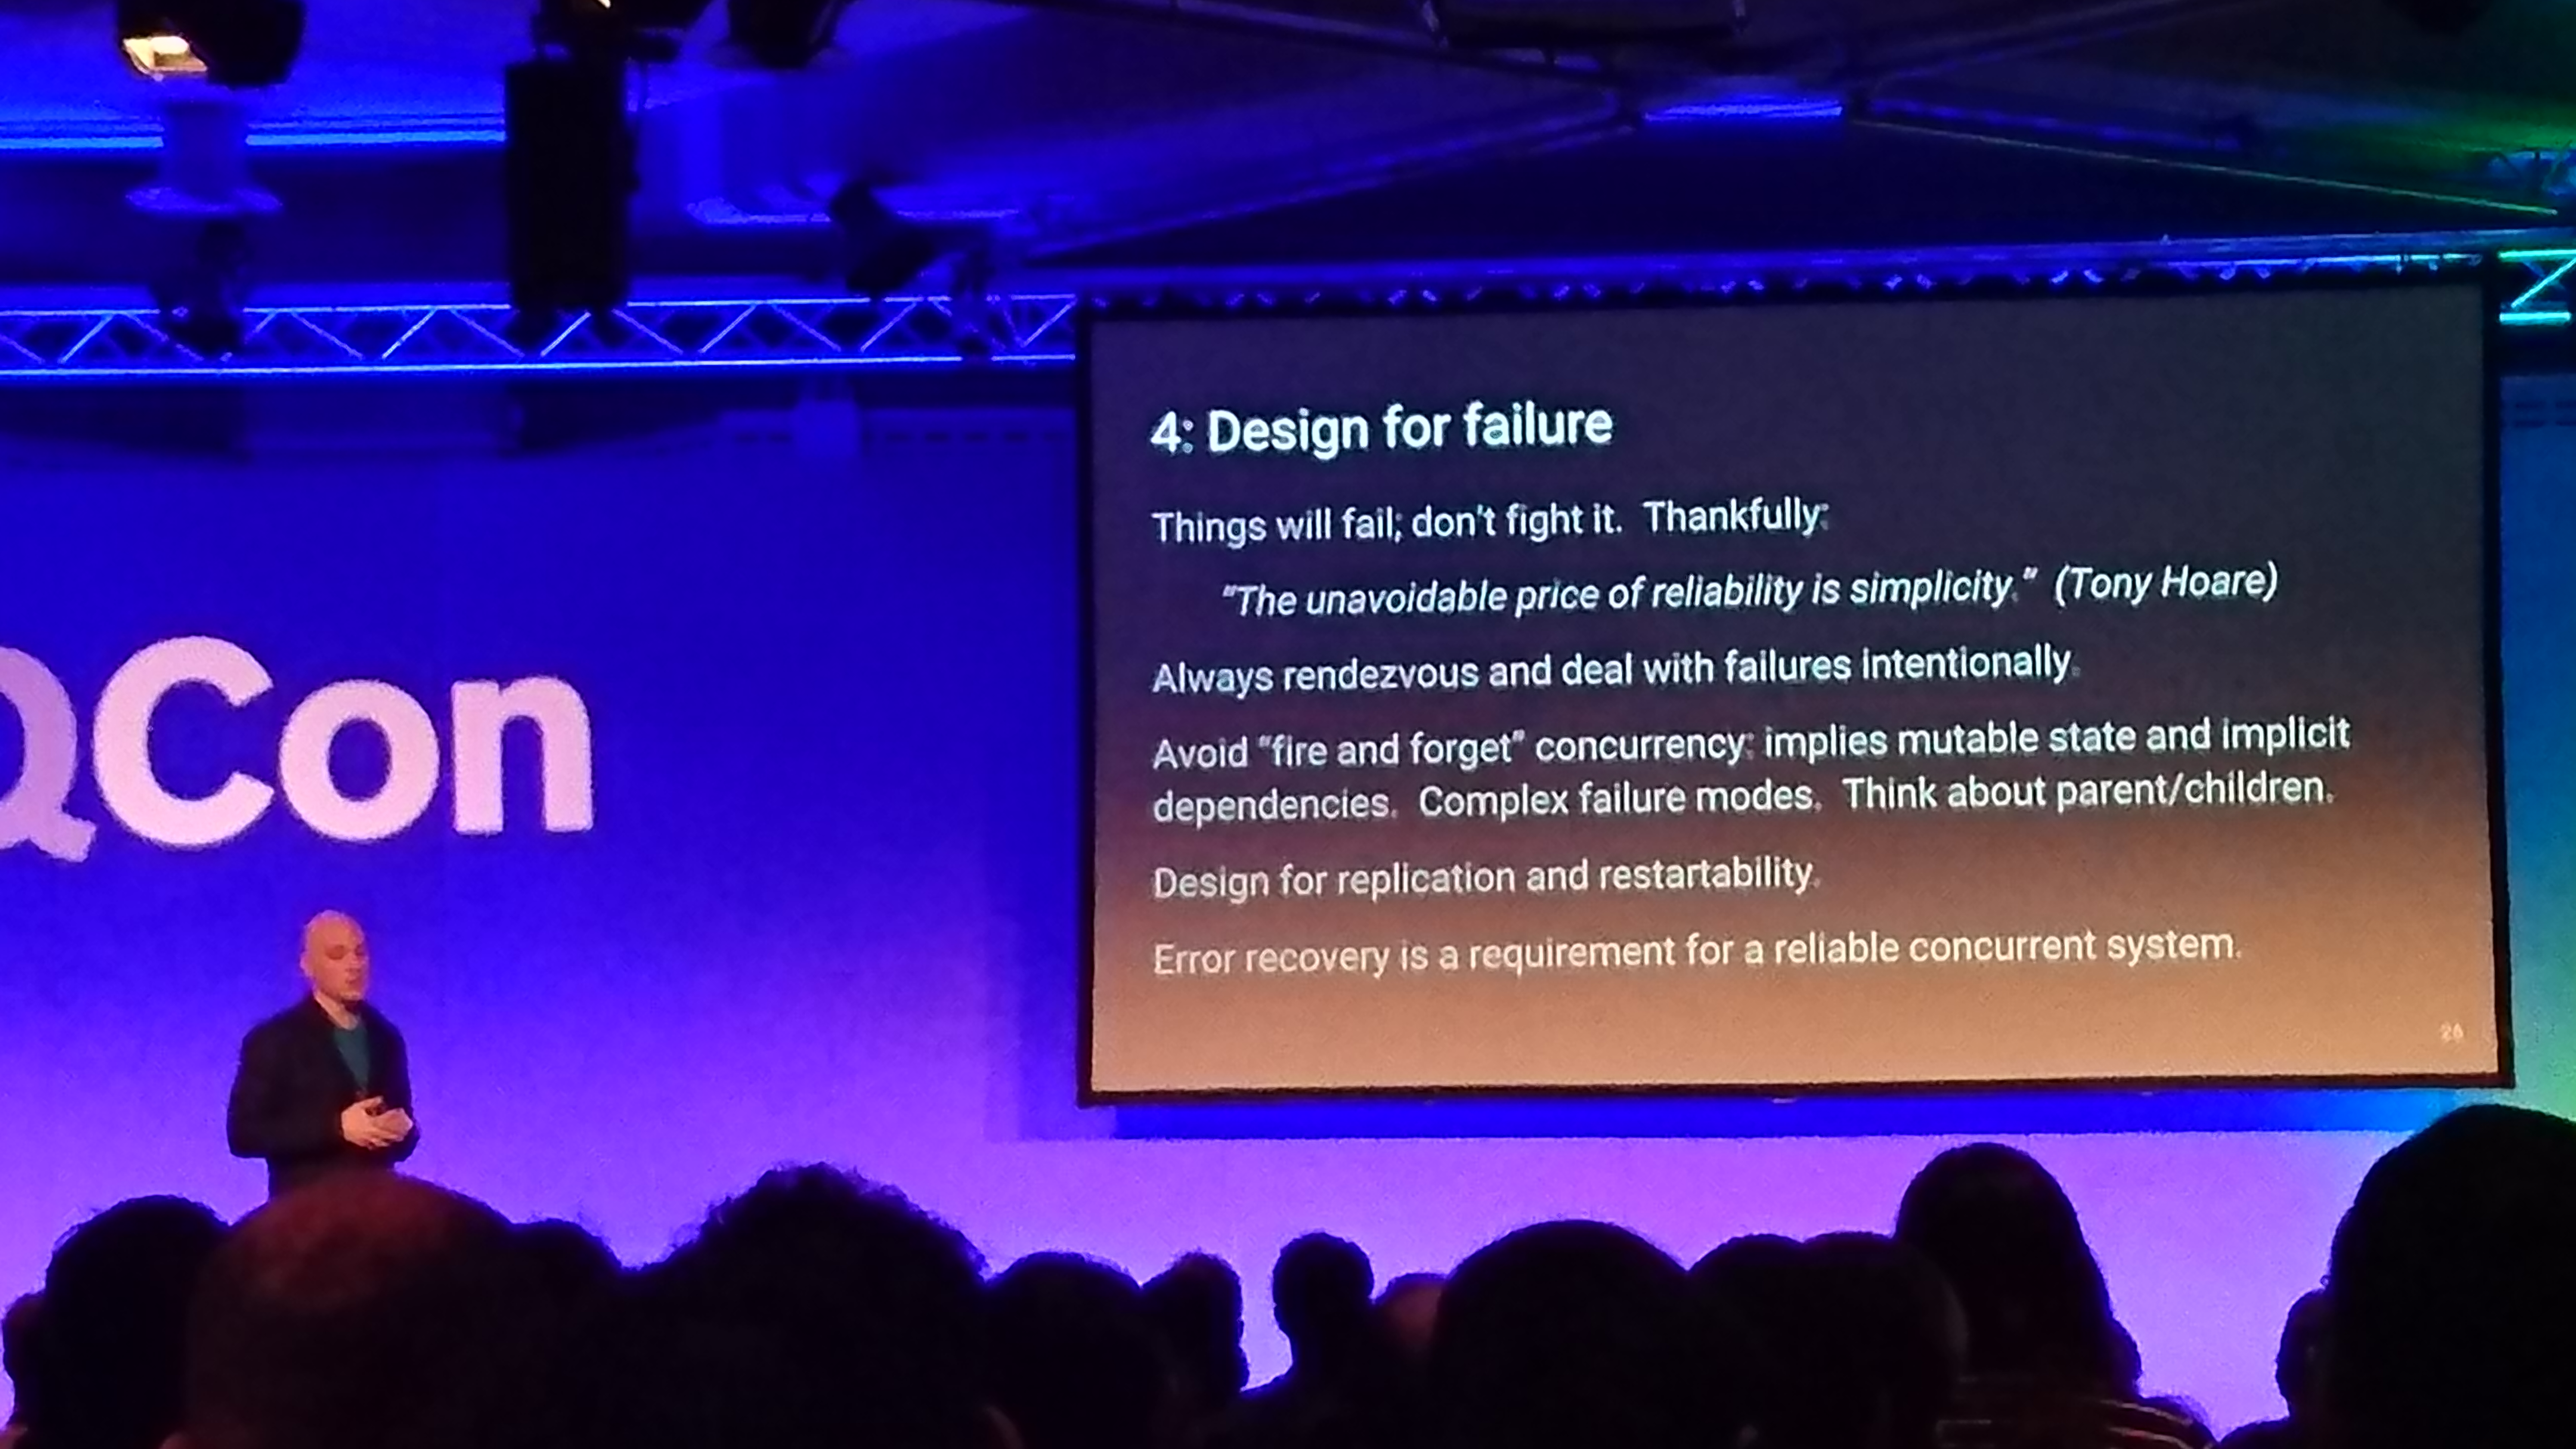 QCon
4: Design for failure
Things will fail; don't fight it. Thankfully:
"The unavoidable price of reliability is simplicity." (Tony Hoare)
Always rendezvous and deal with failures intentionally.
Avoid "fire and forget" concurrency: implies mutable state and implicit
dependencies. Complex failure modes. Think about parent/children.
Design for replication and restartability.
Error recovery is a requirement for a reliable concurrent system.